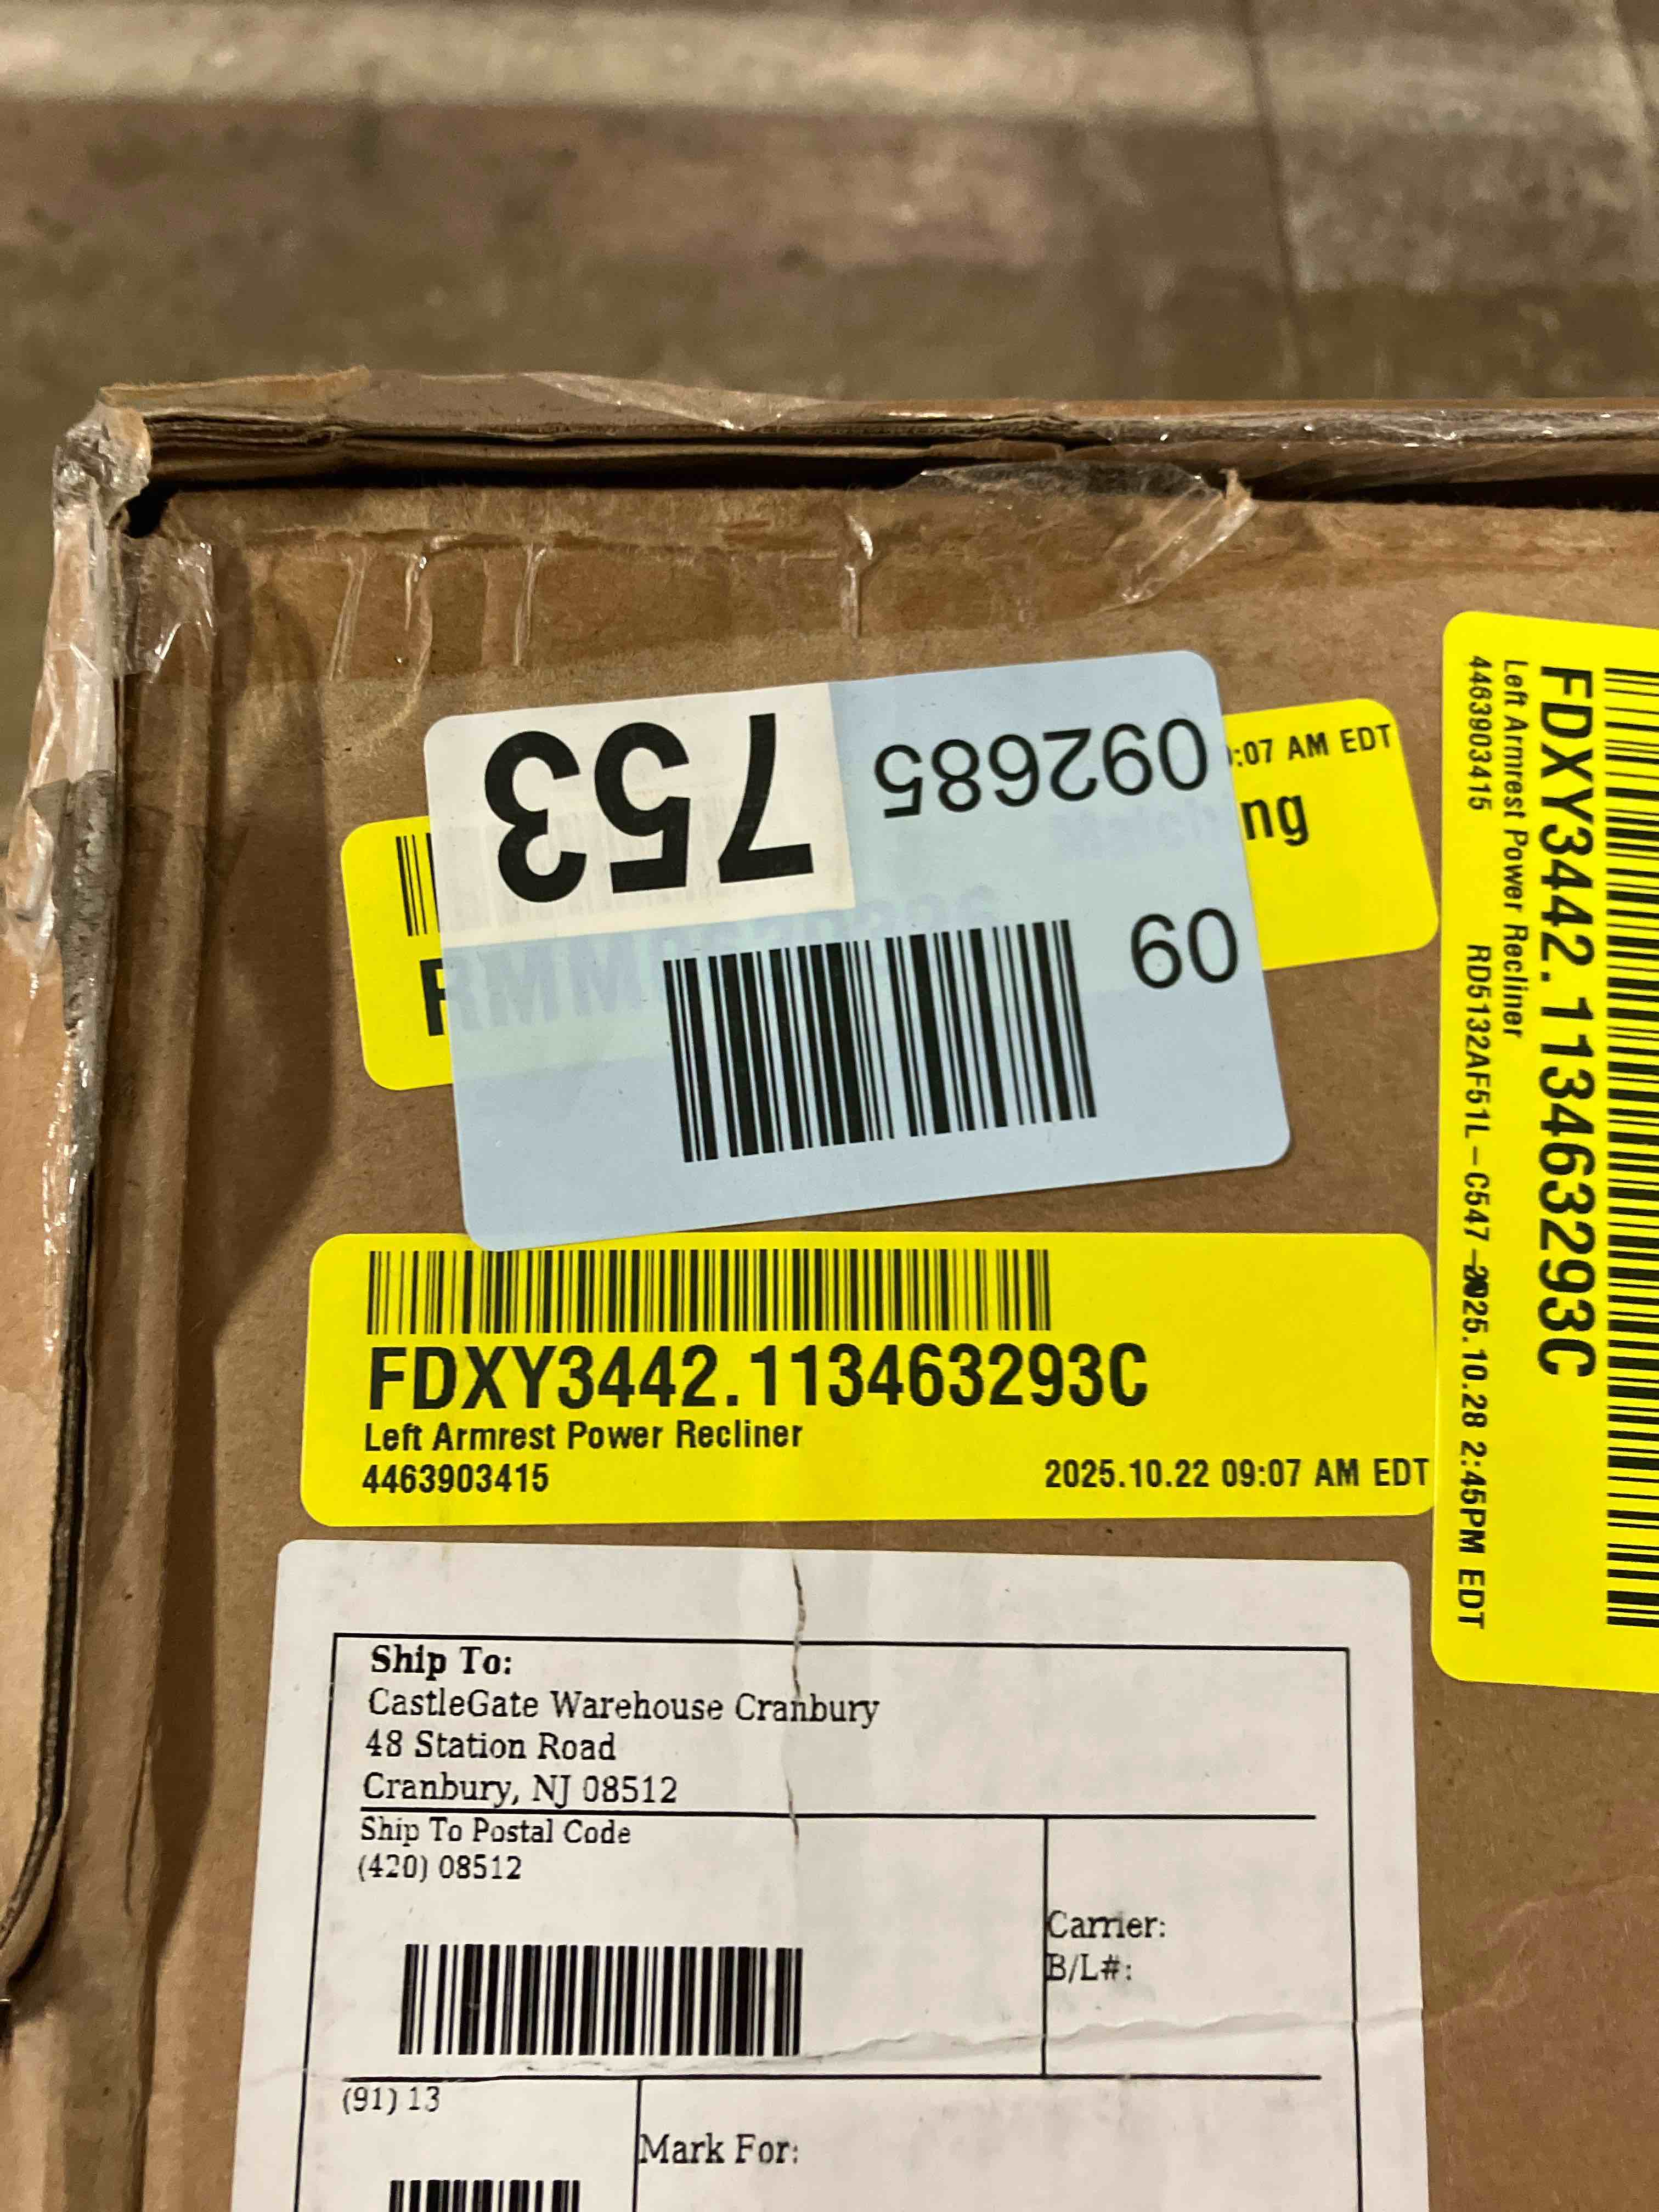 753
092685
09
:07 AM EDT
ng
FDXY3442.113463293C
Left Armrest Power Recliner
4463903415
2025.10.22 09:07 AM EDT
FDXY3442.113463293C
Left Armrest Power Recliner
4463903415
RD5132AF51L-C547-2025.10.28 2:45PM EDT
Ship To:
CastleGate Warehouse Cranbury
48 Station Road
Cranbury, NJ 08512
Ship To Postal Code
(420) 08512
Carrier:
B/L#:
(91) 13
Mark For: